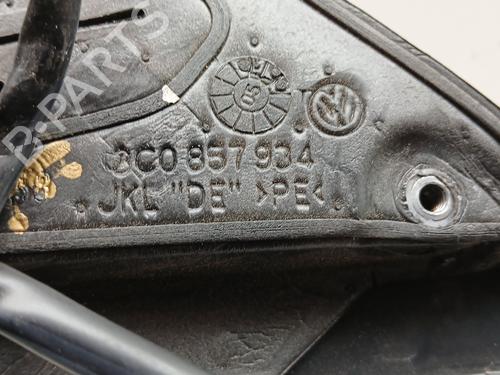 B-PARTS
3C0 857 934
JKL "DE" >PE<